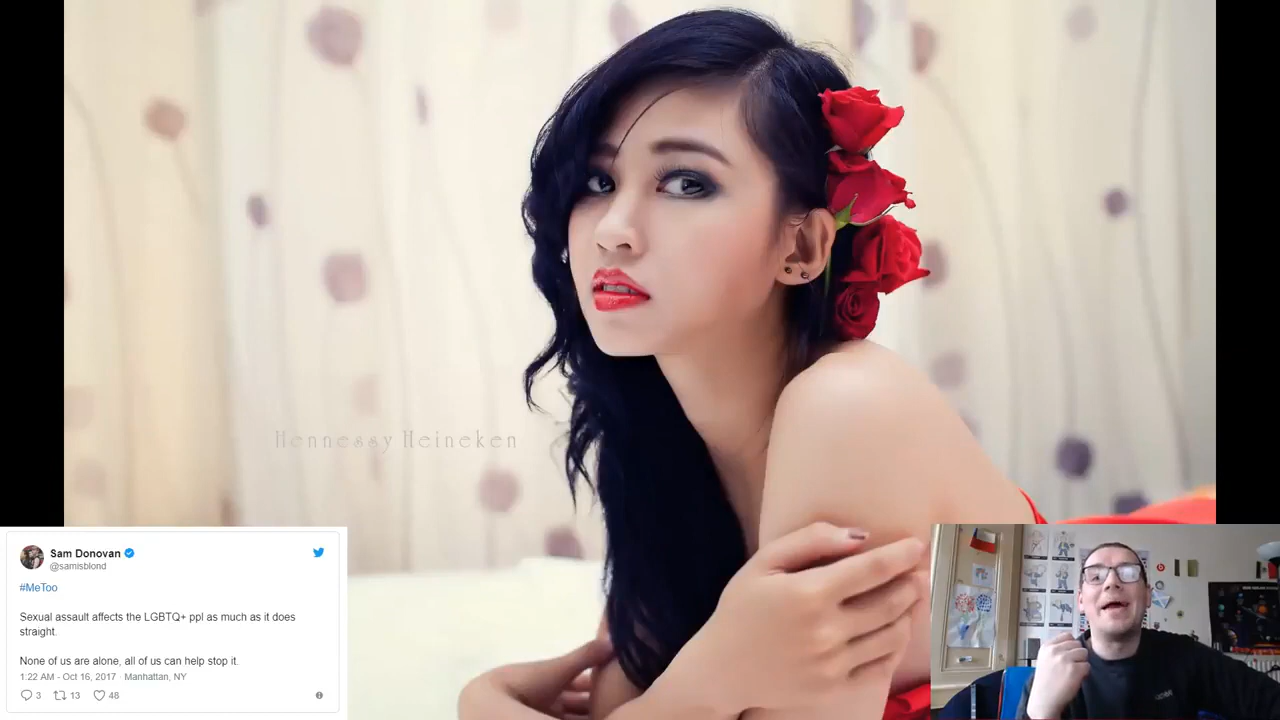 Hennessy Heineken
Sam Donovan
@samisblond
#MeToo
Sexual assault affects the LGBTQ+ ppl as much as it does
straight.
None of us are alone, all of us can help stop it.
1:22 AM - Oct 16, 2017 · Manhattan, NY
3 13 48